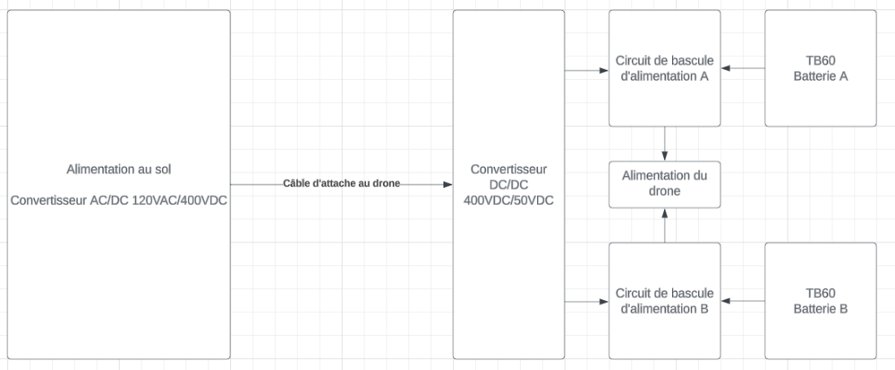 Alimentation au sol
Convertisseur AC/DC 120VAC/400VDC
Câble d'attache au drone
Convertisseur
DC/DC
400VDC/50VDC
Circuit de bascule
d'alimentation A
TB60
Batterie A
Alimentation du
drone
Circuit de bascule
d'alimentation B
TB60
Batterie B